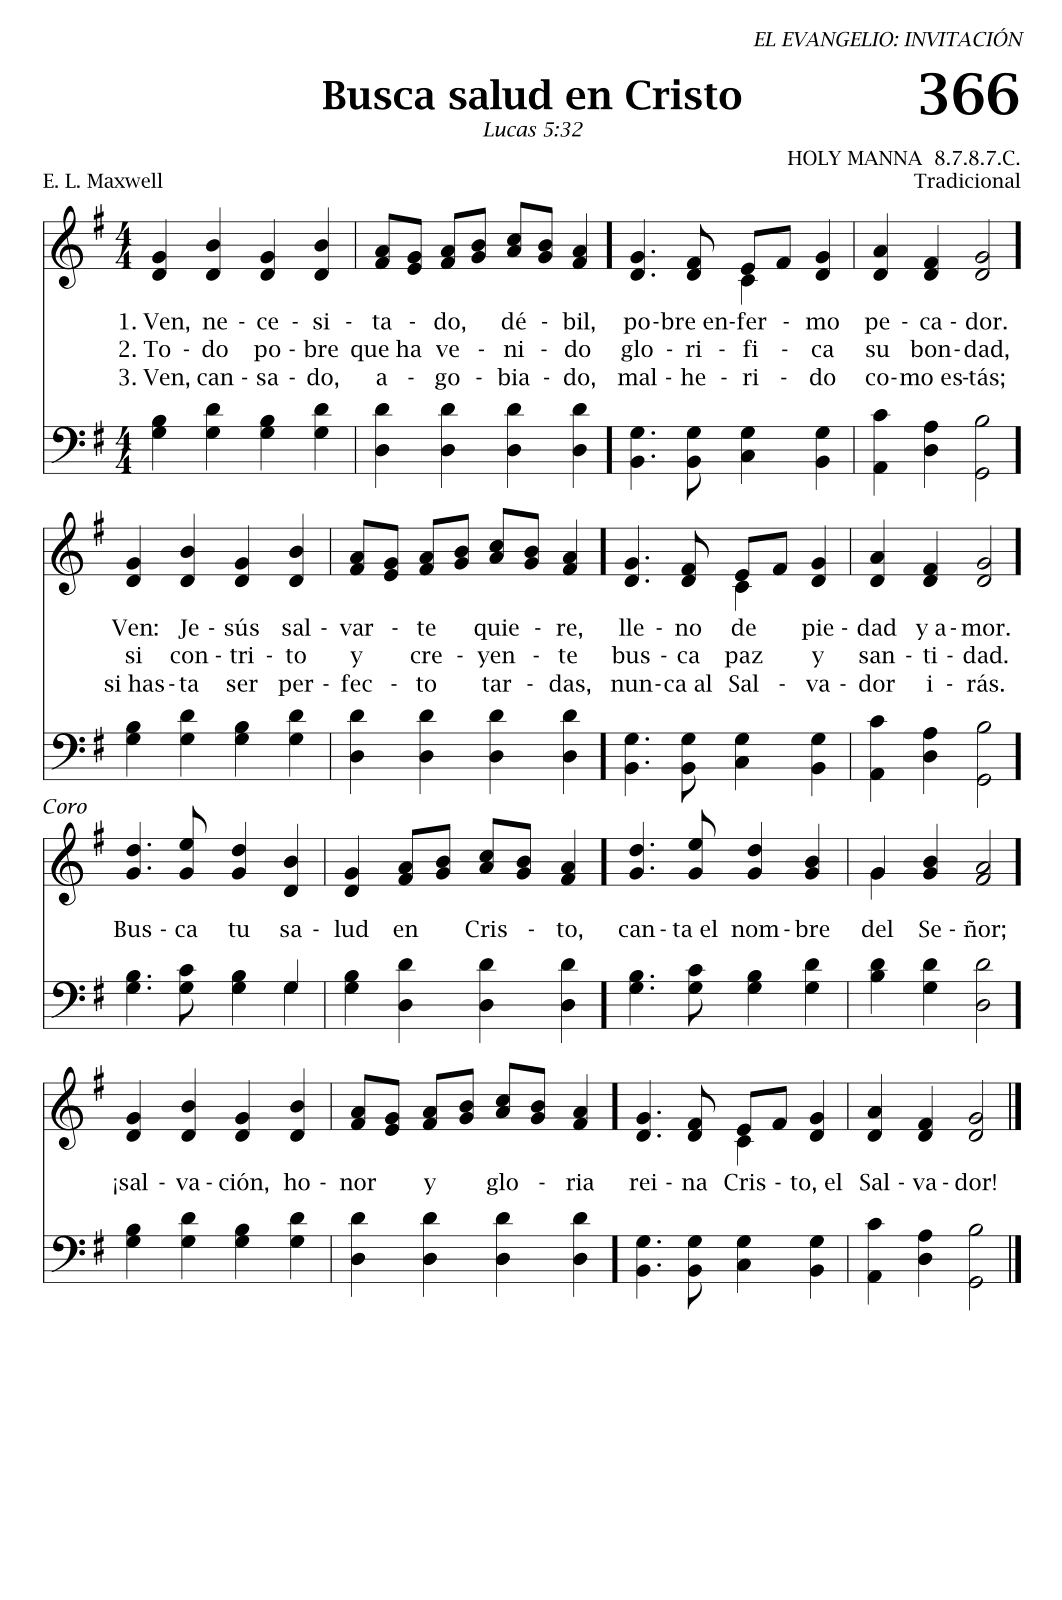 EL EVANGELIO: INVITACIÓN
Busca salud en Cristo 366
Lucas 5:32
HOLY MANNA 8.7.8.7.C.
E. L. Maxwell Tradicional
1. Ven, ne - ce - si - ta - do, dé - bil, po - bre en - fer - mo pe - ca - dor.
2. To - do po - bre que ha ve - ni - do glo - ri - fi - ca su bon - dad,
3. Ven, can - sa - do, a - go - bia - do, mal - he - ri - do co - mo es - tás;
Ven: Je - sús sal - var - te quie - re, lle - no de pie - dad y a - mor.
si con - tri - to y cre - yen - te bus - ca paz y san - ti - dad.
si has - ta ser per - fec - to tar - das, nun - ca al Sal - va - dor i - rás.
Coro
Bus - ca tu sa - lud en Cris - to, can - ta el nom - bre del Se - ñor;
¡sal - va - ción, ho - nor y glo - ria rei - na Cris - to, el Sal - va - dor!